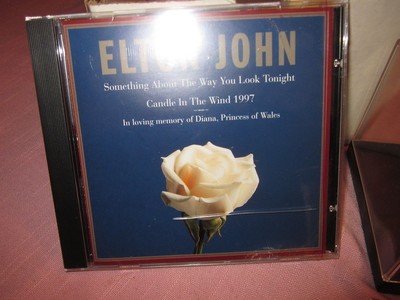 ELTON JOHN
Something About The Way You Look Tonight
Candle In The Wind 1997
In loving memory of Diana, Princess of Wales